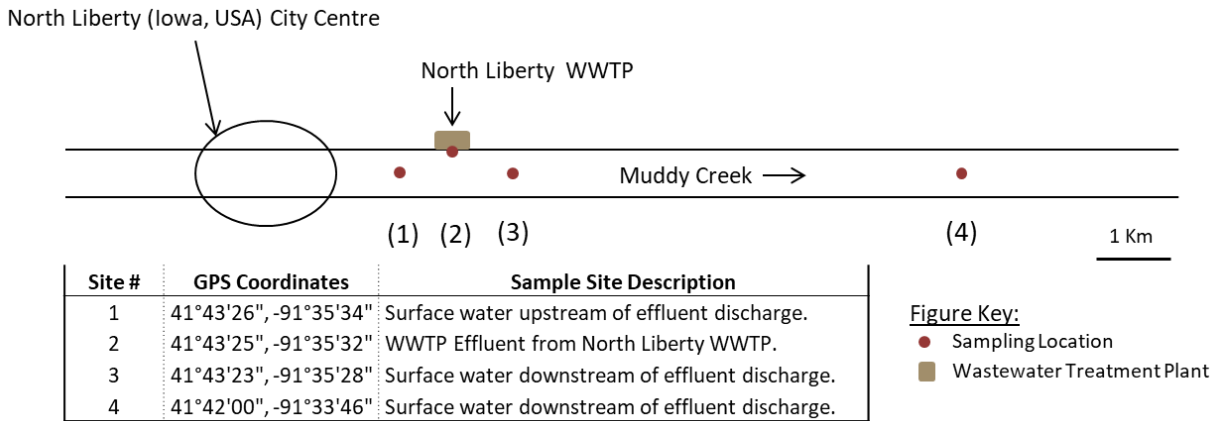 North Liberty (Iowa, USA) City Centre
North Liberty WWTP
Muddy Creek
(1) (2) (3) (4)
1 Km
Site # GPS Coordinates Sample Site Description
1 41°43'26", -91°35'34" Surface water upstream of effluent discharge.
2 41°43'25", -91°35'32" WWTP Effluent from North Liberty WWTP.
3 41°43'23", -91°35'28" Surface water downstream of effluent discharge.
4 41°42'00", -91°33'46" Surface water downstream of effluent discharge.
Figure Key:
Sampling Location
Wastewater Treatment Plant